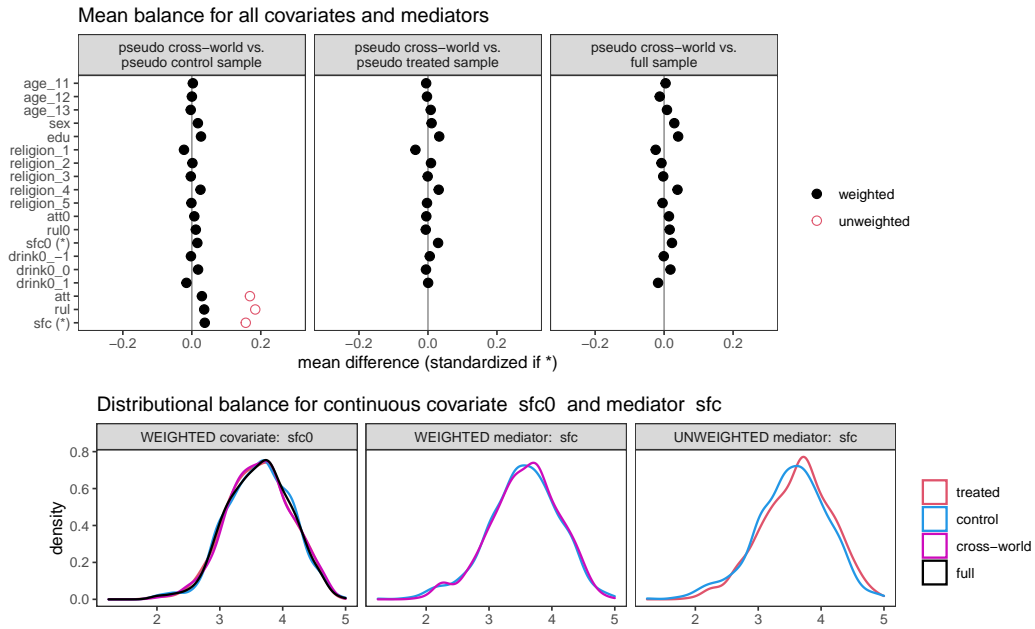 Mean balance for all covariates and mediators
pseudo cross−world vs.
pseudo control sample
pseudo cross−world vs.
pseudo treated sample
pseudo cross−world vs.
full sample
age_11
age_12
age_13
sex
edu
religion_1
religion_2
religion_3
religion_4
religion_5
att0
rul0
sfc0 (*)
drink0_−1
drink0_0
drink0_1
att
rul
sfc (*)
−0.2 0.0 0.2 −0.2 0.0 0.2 −0.2 0.0 0.2
mean difference (standardized if *)
weighted
unweighted
Distributional balance for continuous covariate sfc0 and mediator sfc
WEIGHTED covariate: sfc0 WEIGHTED mediator: sfc UNWEIGHTED mediator: sfc
0.8
0.6
0.4
0.2
0.0
density
2 3 4 5 2 3 4 5 2 3 4 5
treated
control
cross−world
full